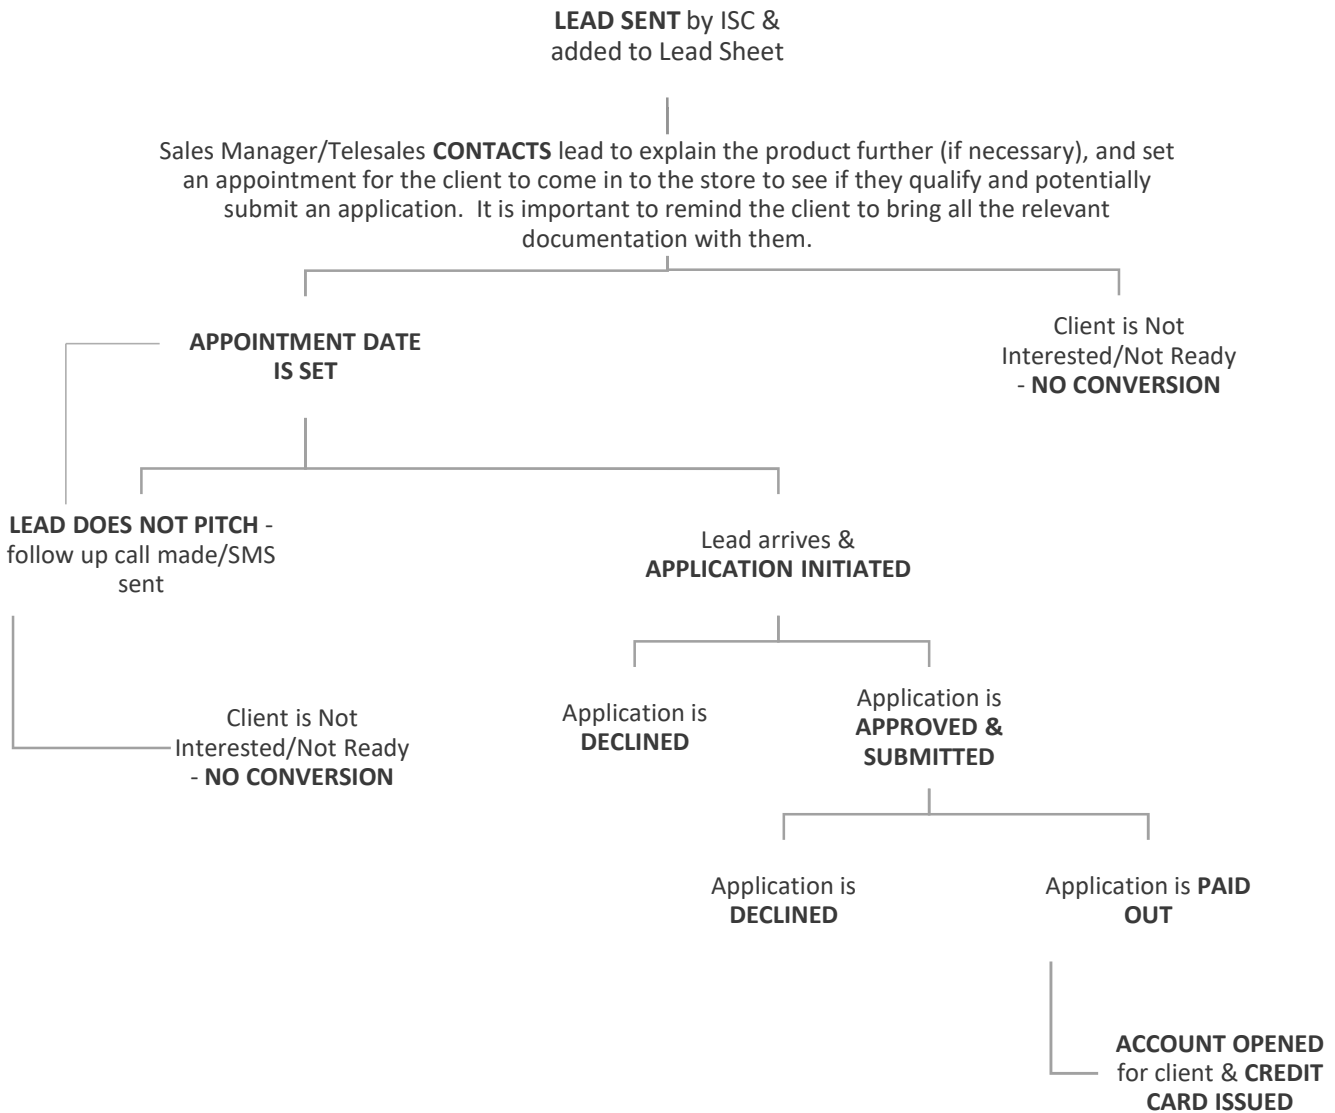 LEAD SENT by ISC &
added to Lead Sheet
Sales Manager/Telesales CONTACTS lead to explain the product further (if necessary), and set
an appointment for the client to come in to the store to see if they qualify and potentially
submit an application.  It is important to remind the client to bring all the relevant
documentation with them.
APPOINTMENT DATE
IS SET
Client is Not
Interested/Not Ready
- NO CONVERSION
LEAD DOES NOT PITCH -
follow up call made/SMS
sent
Lead arrives &
APPLICATION INITIATED
Client is Not
Interested/Not Ready
- NO CONVERSION
Application is
DECLINED
Application is
APPROVED &
SUBMITTED
Application is
DECLINED
Application is PAID
OUT
ACCOUNT OPENED
for client & CREDIT
CARD ISSUED